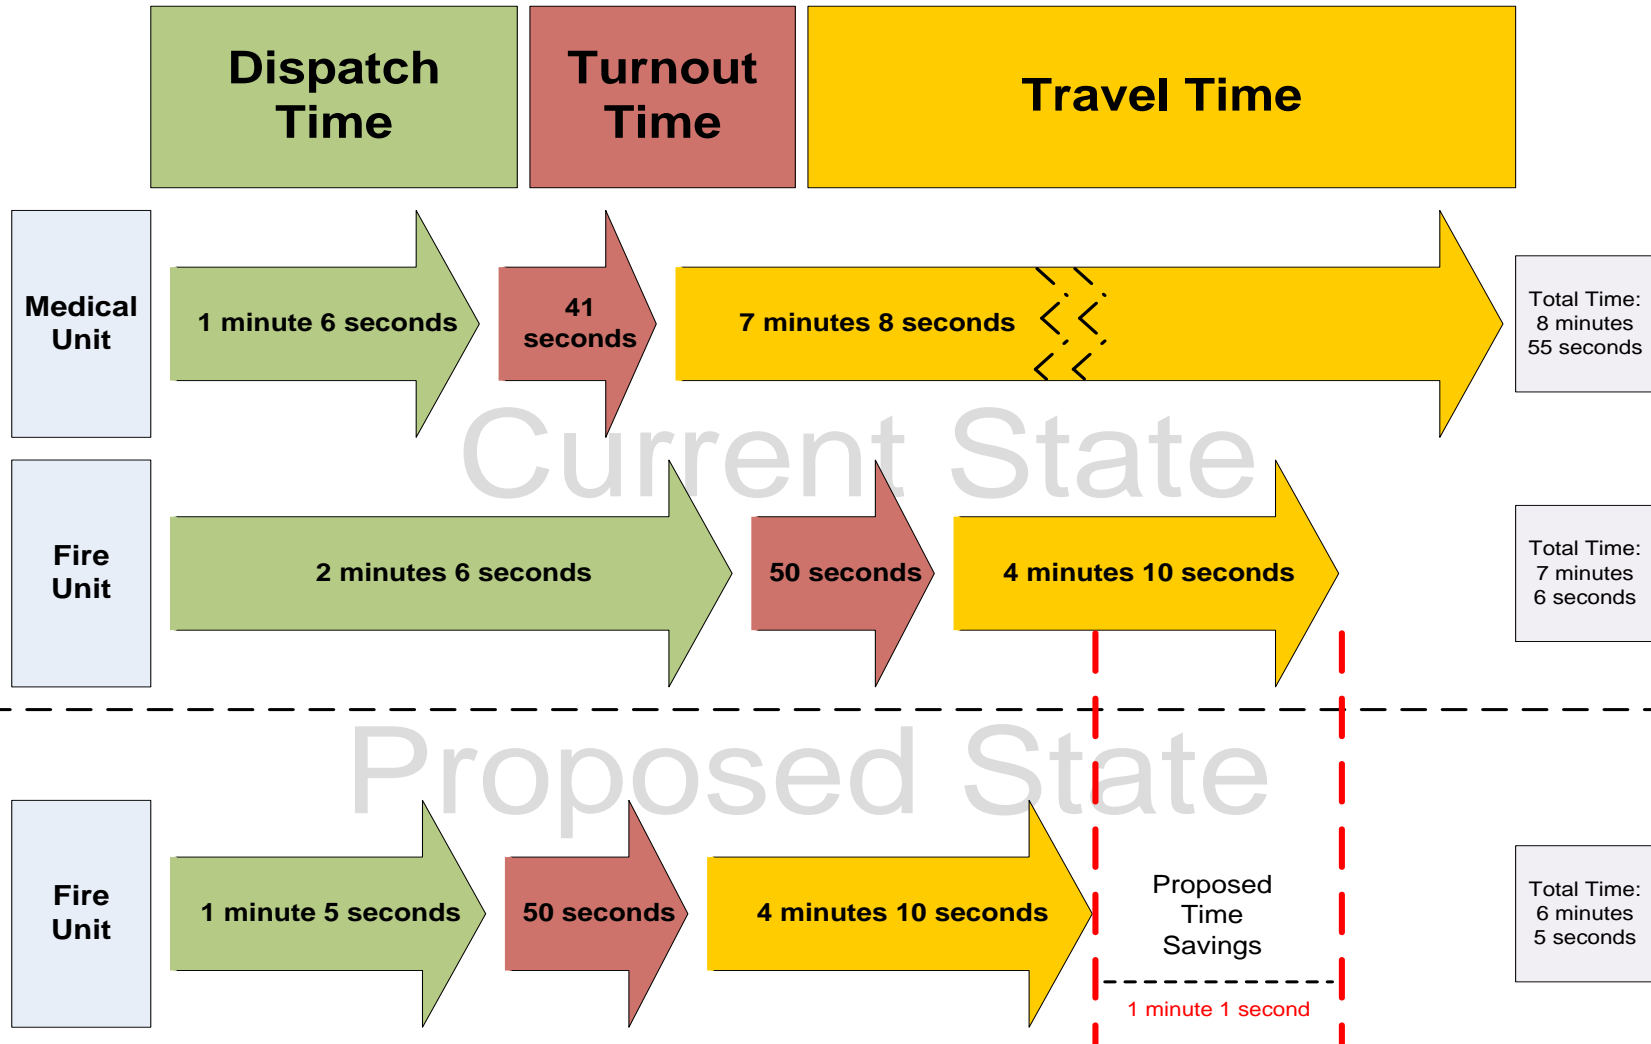 Dispatch
Time
Turnout
Time
Travel Time
Medical
Unit
1 minute 6 seconds
41
seconds
7 minutes 8 seconds
Total Time:
8 minutes
55 seconds
Current State
Fire
Unit
2 minutes 6 seconds
50 seconds
4 minutes 10 seconds
Total Time:
7 minutes
6 seconds
Proposed State
Fire
Unit
1 minute 5 seconds
50 seconds
4 minutes 10 seconds
Proposed
Time
Savings
1 minute 1 second
Total Time:
6 minutes
5 seconds